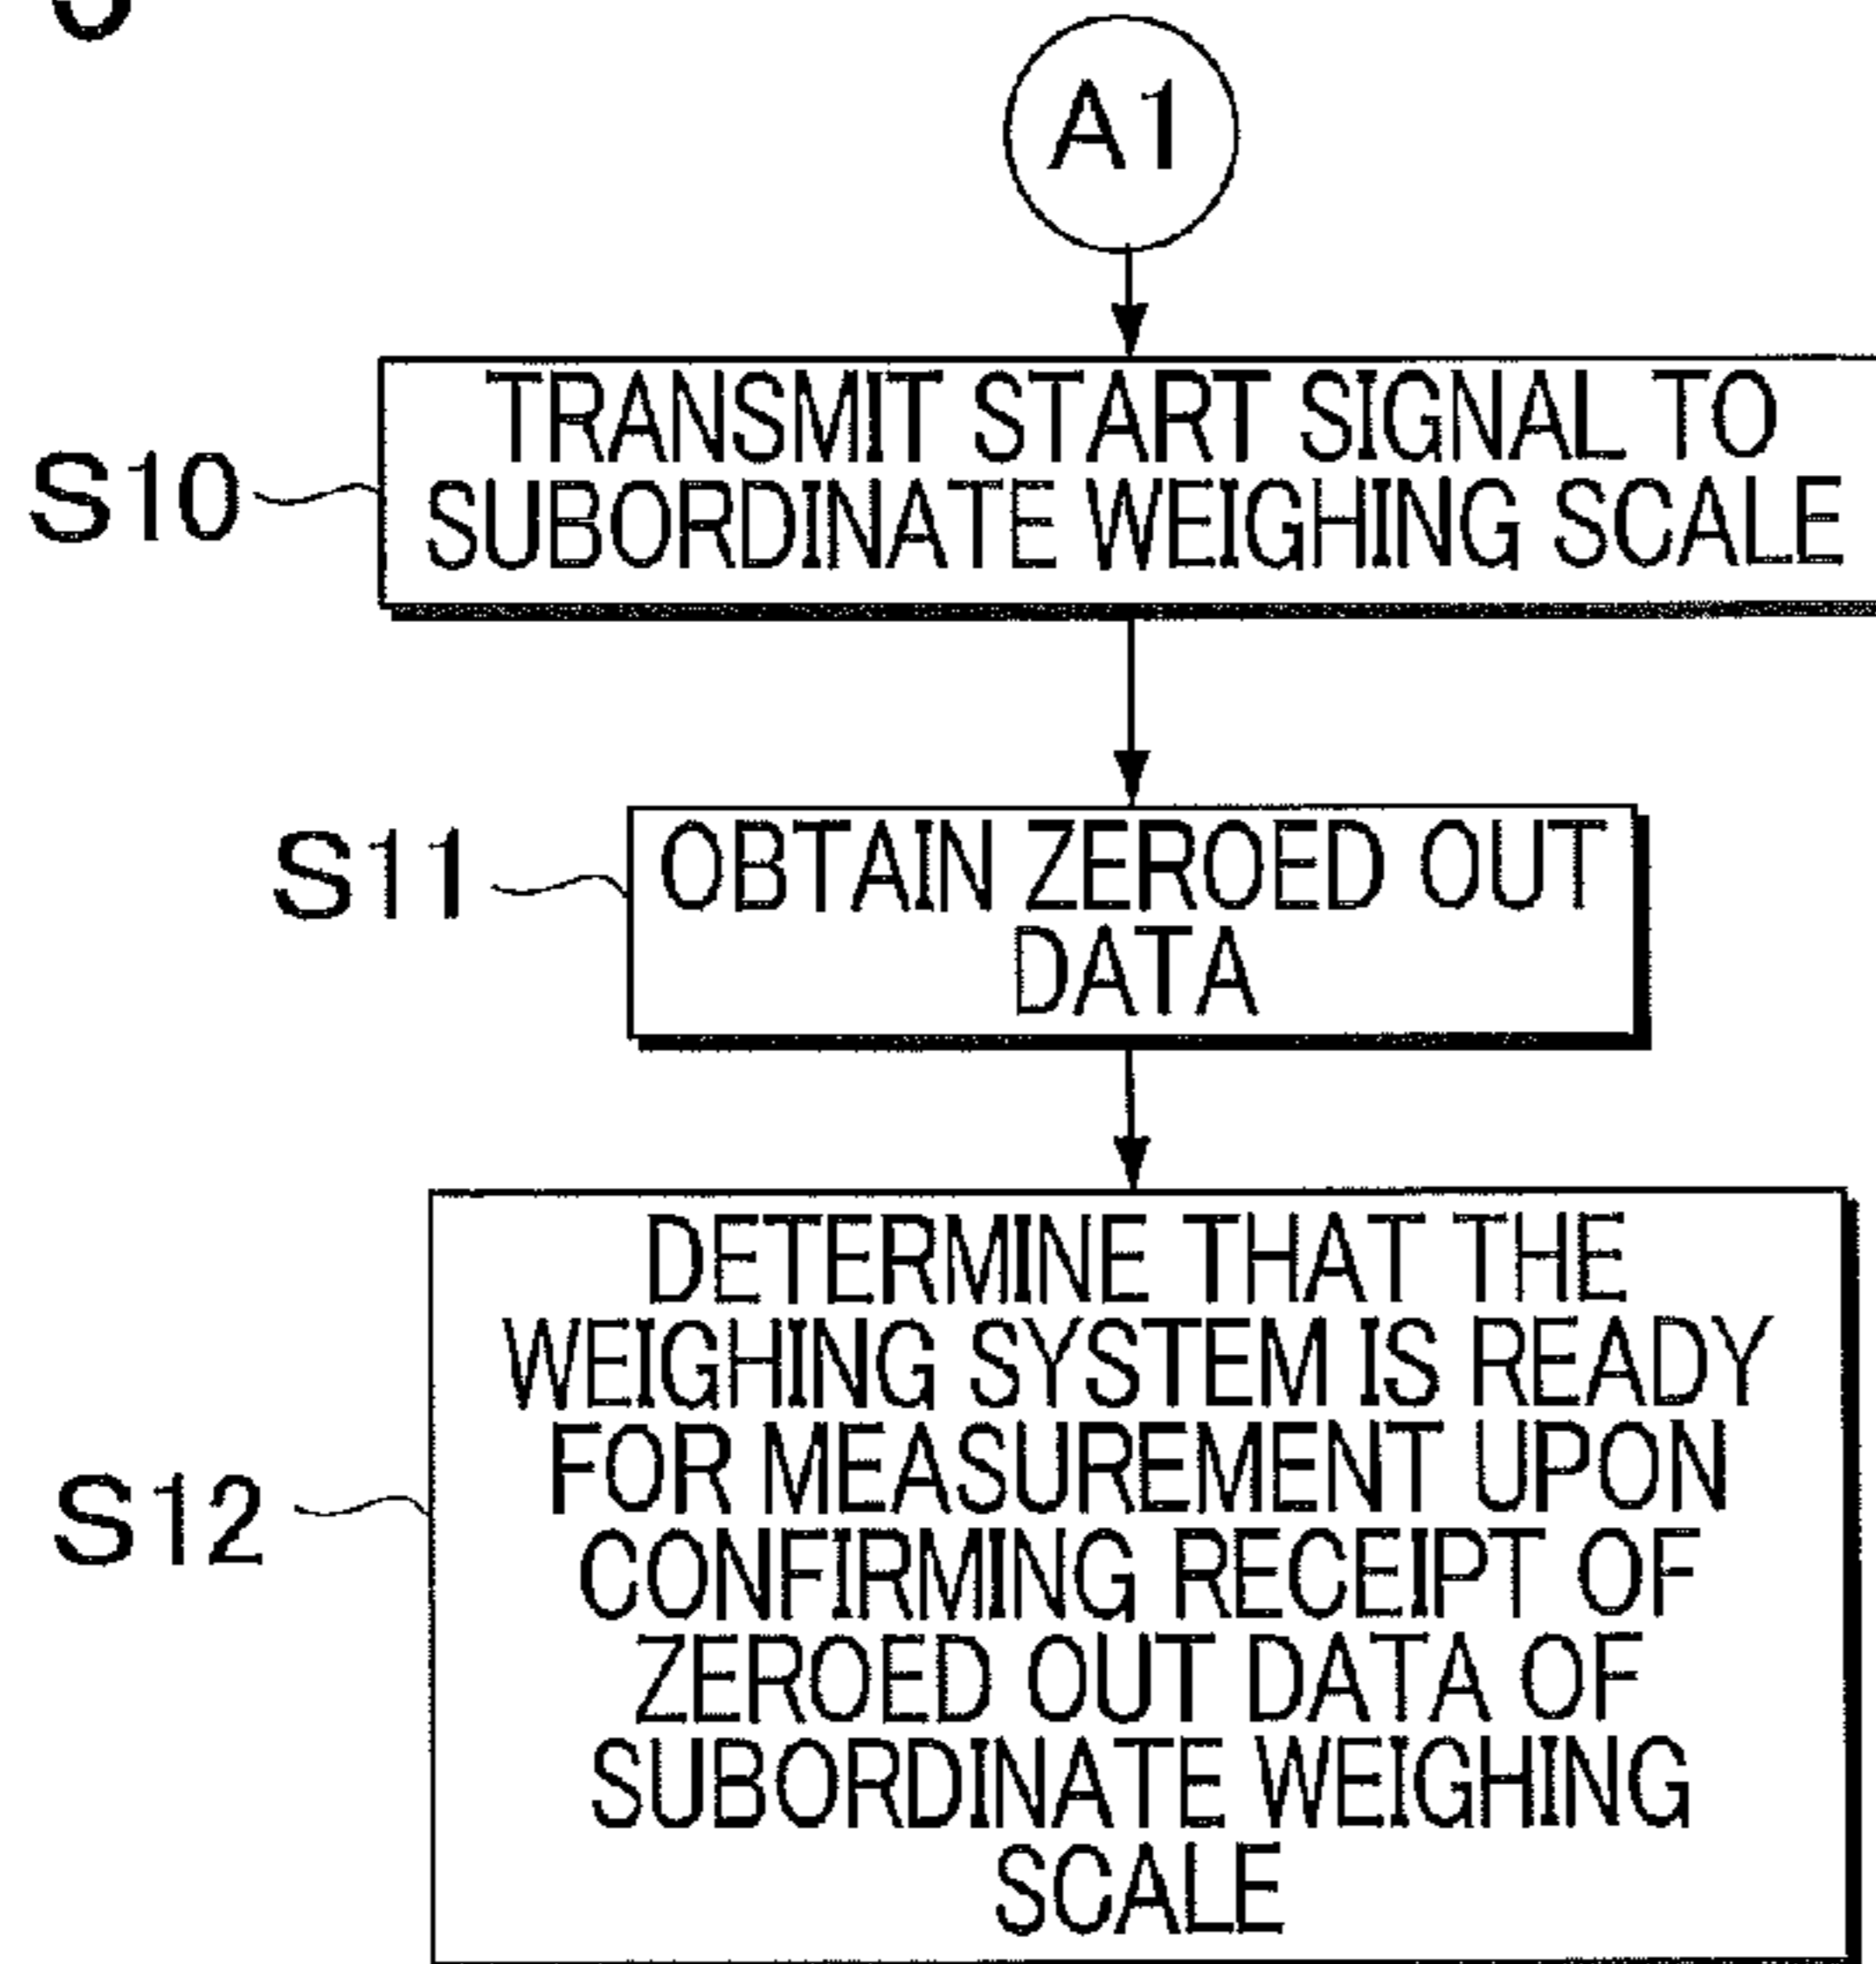 A1
TRANSMIT START SIGNAL TO
S10
SUBORDINATE WEIGHING SCALE
S11
OBTAIN ZEROED OUT
DATA
DETERMINE THAT THE
WEIGHING SYSTEM IS READY
FOR MEASUREMENT UPON
S12
CONFIRMING RECEIPT OF
ZEROED OUT DATA OF
SUBORDINATE WEIGHING
SCALE